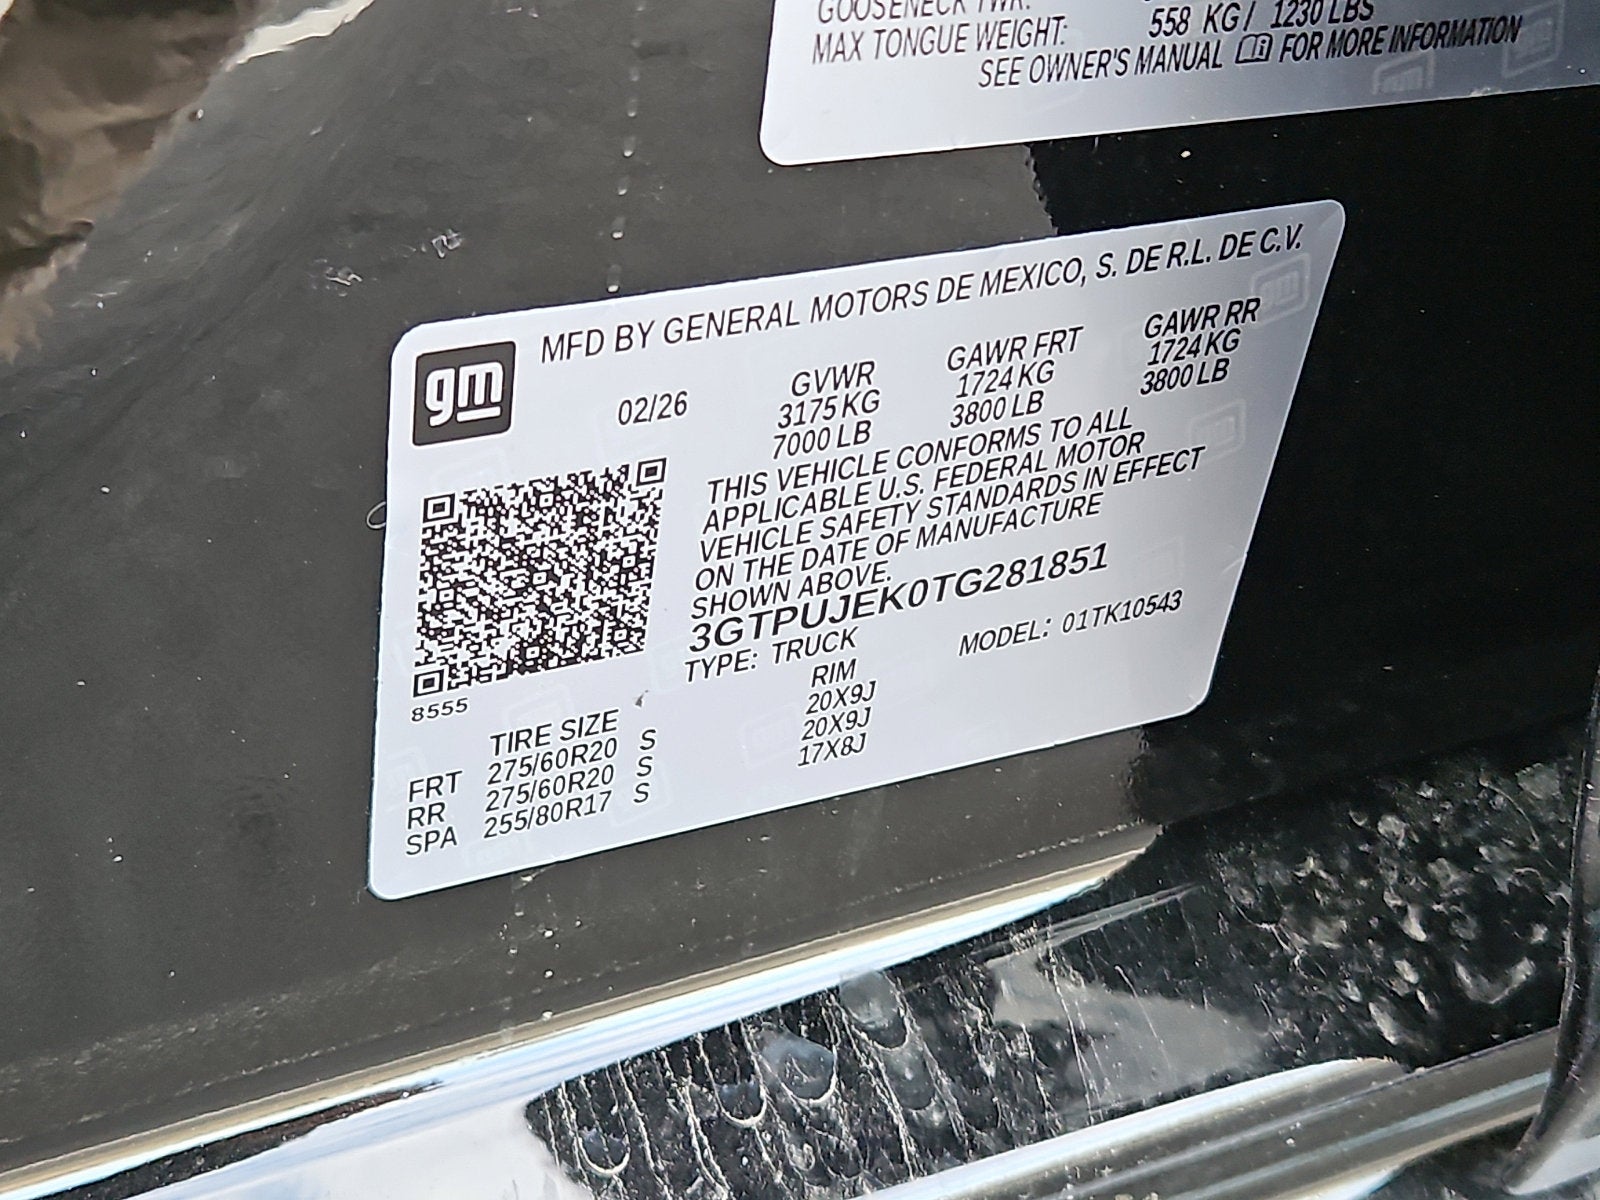 GOOSENECK TWR:
MAX TONGUE WEIGHT: 558 KG/ 1230 LBS
SEE OWNER'S MANUAL FOR MORE INFORMATION
gm
MFD BY GENERAL MOTORS DE MEXICO, S. DE R.L. DE C.V.
02/26
GVWR
3175 KG
7000 LB
GAWR FRT
1724 KG
3800 LB
GAWR RR
1724 KG
3800 LB
THIS VEHICLE CONFORMS TO ALL
APPLICABLE U.S. FEDERAL MOTOR
VEHICLE SAFETY STANDARDS IN EFFECT
ON THE DATE OF MANUFACTURE
SHOWN ABOVE.
3GTPUJEK0TG281851
TYPE: TRUCK MODEL: 01TK10543
8555
TIRE SIZE RIM
FRT 275/60R20 S 20X9J
RR 275/60R20 S 20X9J
SPA 255/80R17 S 17X8J